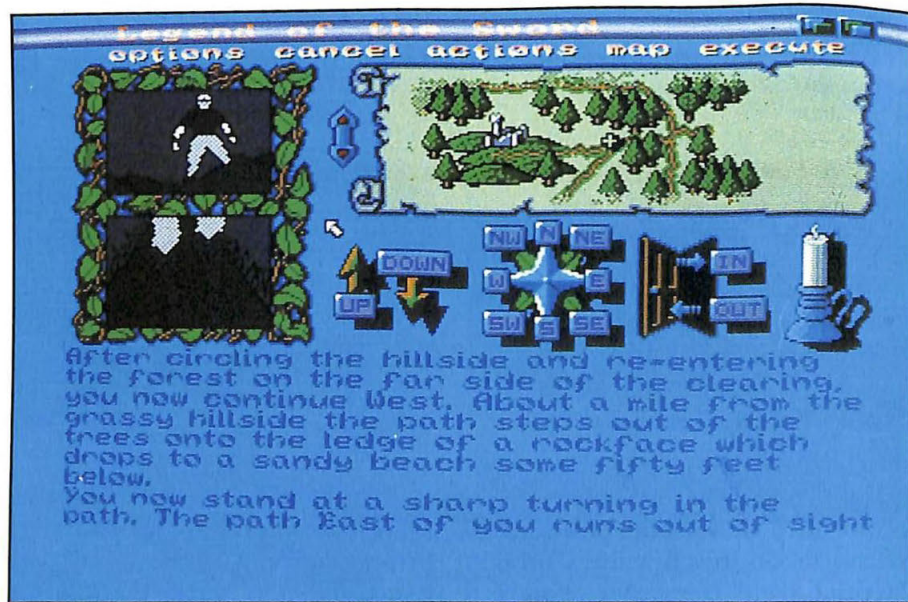 Legend of the Sword
options cancel actions map execute
NW N NE
DOWN
W E
IN
UP
OUT
SW S SE
After circling the hillside and re-entering
the forest on the far side of the clearing,
you now continue West. About a mile from the
grassy hillside the path steps out of the
trees onto the ledge of a rockface which
drops to a sandy beach some fifty feet
below.
You now stand at a sharp turning in the
path. The path East of you runs out of sight